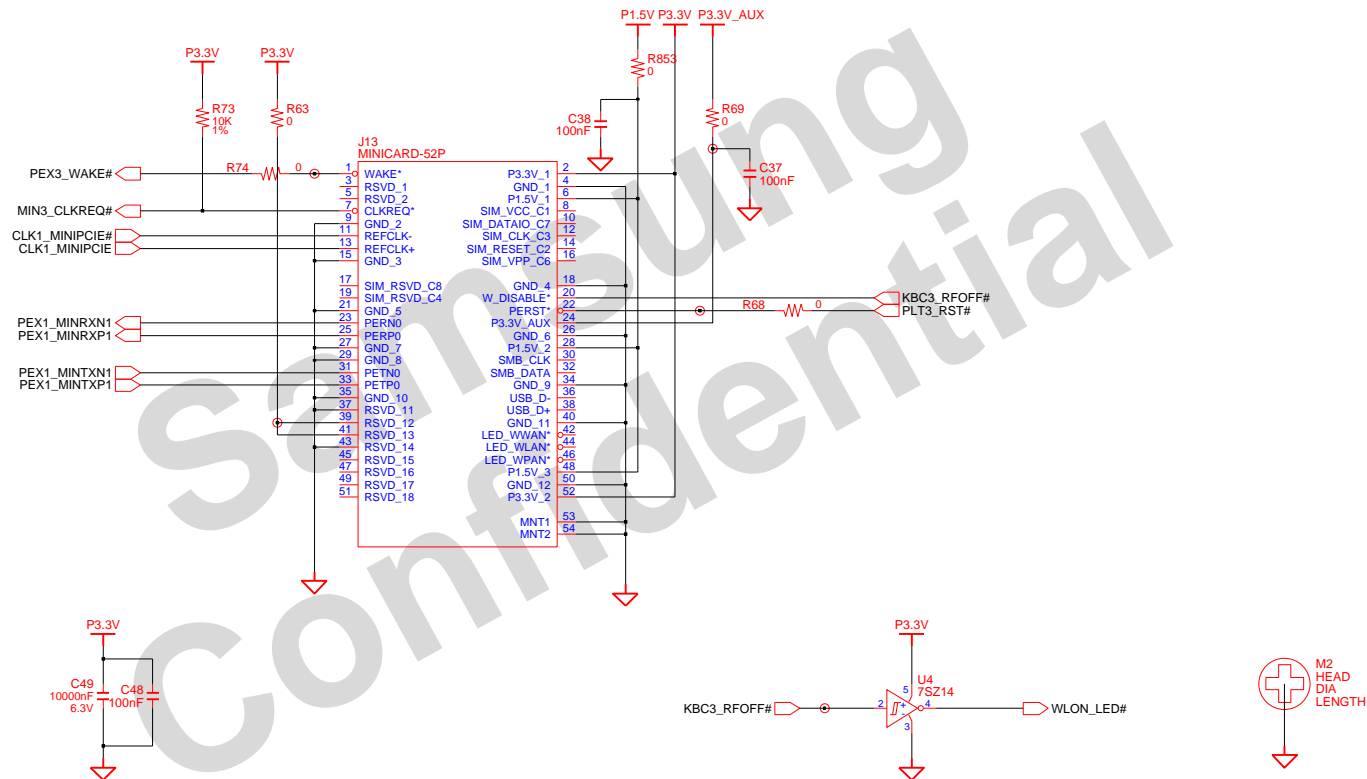 P1.5V P3.3V P3.3V_AUX
P3.3V P3.3V
R853
0
R73
10K
1%
R63
0
C38
100nF
R69
0
J13
MINICARD-52P
C37
100nF
PEX3_WAKE# R74 0 1 WAKE* P3.3V_1 2
3 RSVD_1 GND_1 4
5 RSVD_2 P1.5V_1 6
MIN3_CLKREQ# 7 CLKREQ* SIM_VCC_C1 8
9 GND_2 SIM_DATAIO_C7 10
CLK1_MINIPCIE# 11 REFCLK- SIM_CLK_C3 12
CLK1_MINIPCIE 13 REFCLK+ SIM_RESET_C2 14
15 GND_3 SIM_VPP_C6 16
17 SIM_RSVD_C8 GND_4 18
19 SIM_RSVD_C4 W_DISABLE* 20 KBC3_RFOFF#
21 GND_5 PERST* 22 R68 0 PLT3_RST#
PEX1_MINRXN1 23 PERN0 P3.3V_AUX 24
PEX1_MINRXP1 25 PERP0 GND_6 26
27 GND_7 P1.5V_2 28
29 GND_8 SMB_CLK 30
PEX1_MINTXN1 31 PETN0 SMB_DATA 32
PEX1_MINTXP1 33 PETP0 GND_9 34
35 GND_10 USB_D- 36
37 RSVD_11 USB_D+ 38
39 RSVD_12 GND_11 40
41 RSVD_13 LED_WWAN* 42
43 RSVD_14 LED_WLAN* 44
45 RSVD_15 LED_WPAN* 46
47 RSVD_16 P1.5V_3 48
49 RSVD_17 GND_12 50
51 RSVD_18 P3.3V_2 52
MNT1 53
MNT2 54
Samsung
Confidential
P3.3V
C49
10000nF
6.3V
C48
100nF
P3.3V
U4
7SZ14
KBC3_RFOFF# 2 5 + - 4 3 WLON_LED#
M2
HEAD
DIA
LENGTH